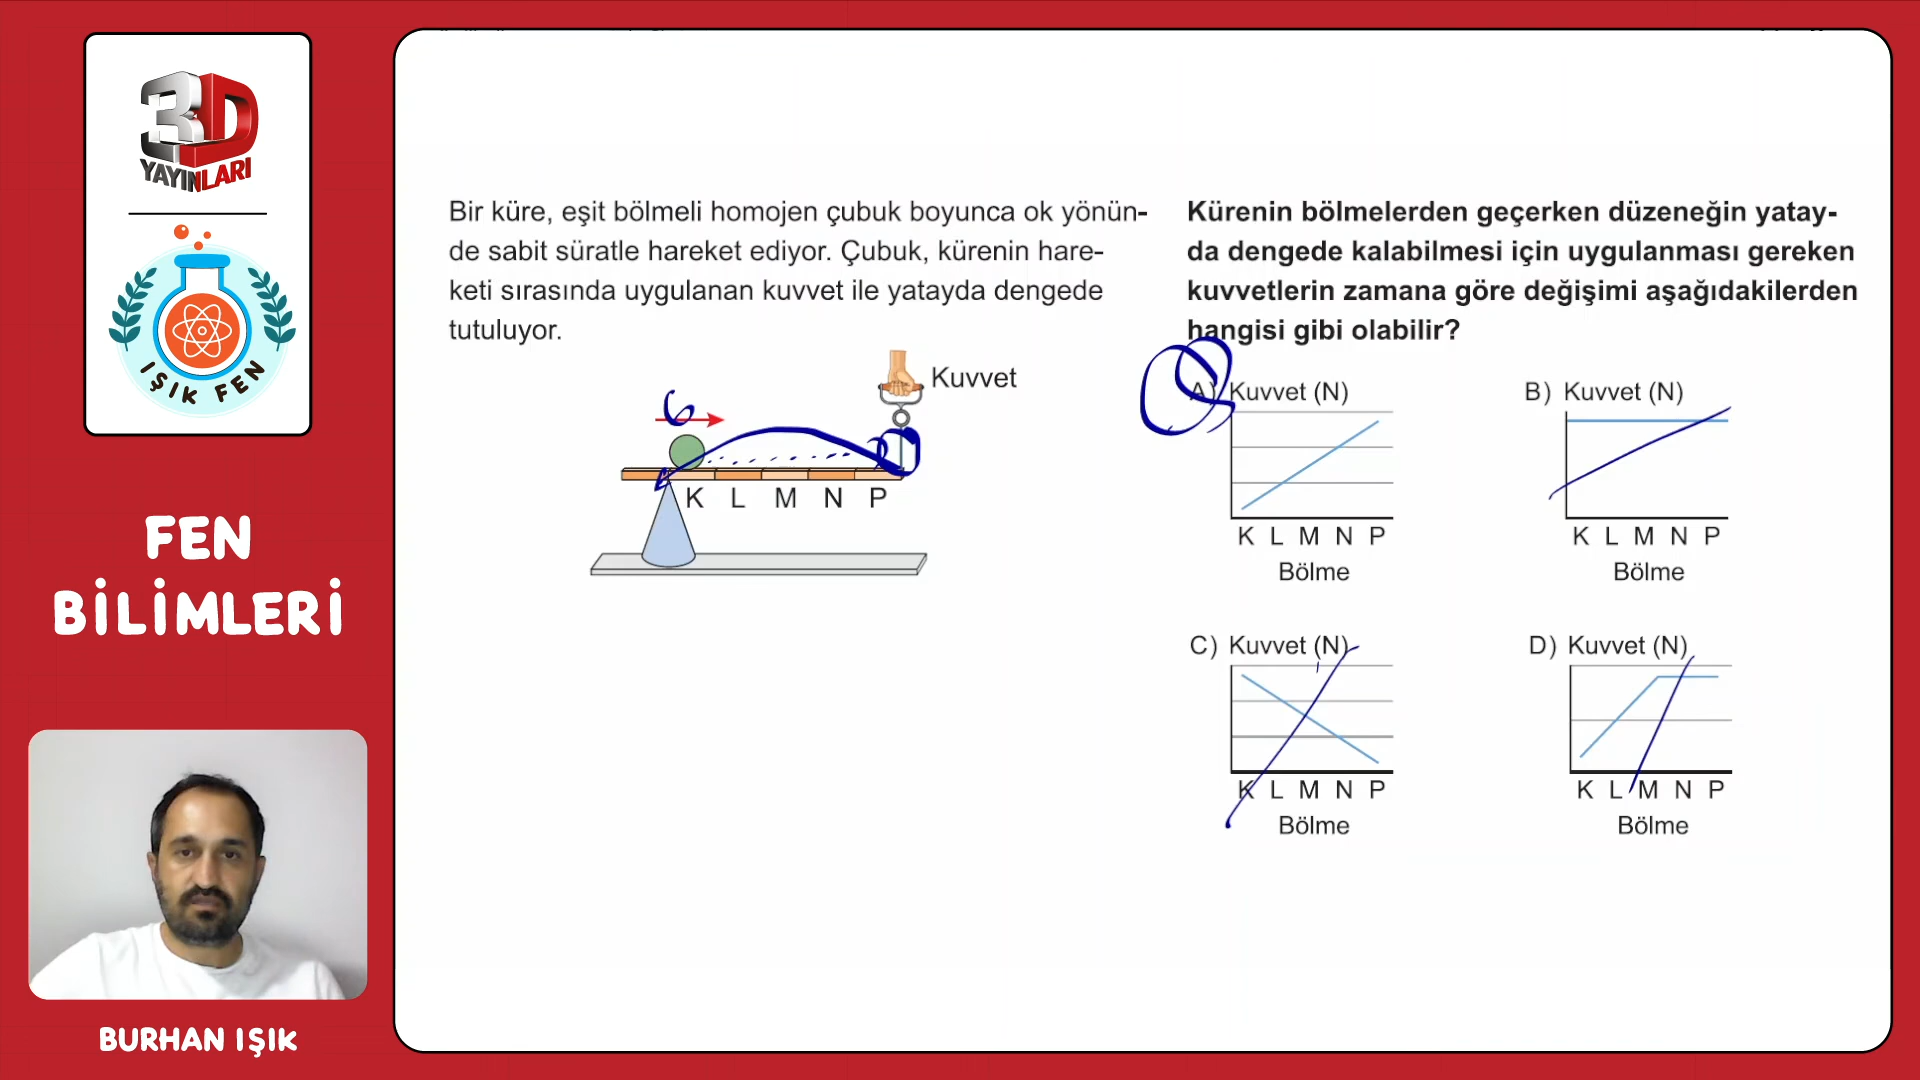 3D
YAYINLARI
IŞIK FEN
FEN
BİLİMLERİ
BURHAN IŞIK
Bir küre, eşit bölmeli homojen çubuk boyunca ok yönün-
de sabit süratle hareket ediyor. Çubuk, kürenin hare-
keti sırasında uygulanan kuvvet ile yatayda dengede
tutuluyor.
Kuvvet
K L M N P
Kürenin bölmelerden geçerken düzeneğin yatay-
da dengede kalabilmesi için uygulanması gereken
kuvvetlerin zamana göre değişimi aşağıdakilerden
hangisi gibi olabilir?
A) Kuvvet (N)
K L M N P
Bölme
B) Kuvvet (N)
K L M N P
Bölme
C) Kuvvet (N)
K L M N P
Bölme
D) Kuvvet (N)
K L M N P
Bölme